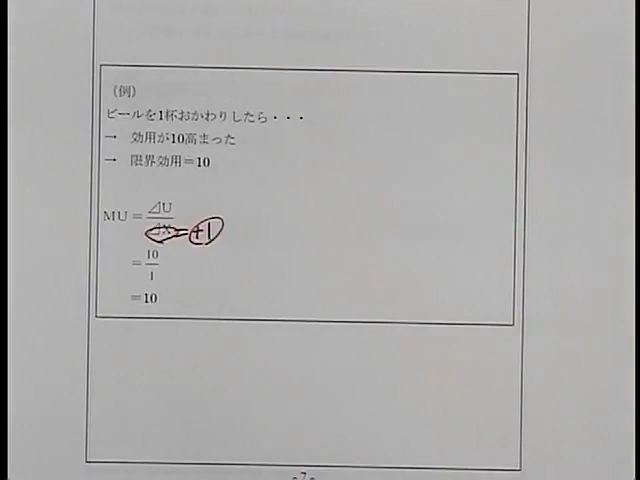 （例）
ビールを1杯おかわりしたら・・・
→ 効用が10高まった
→ 限界効用＝10
MU＝⊿U/⊿X＝+1
＝10/1
＝10
- 7 -